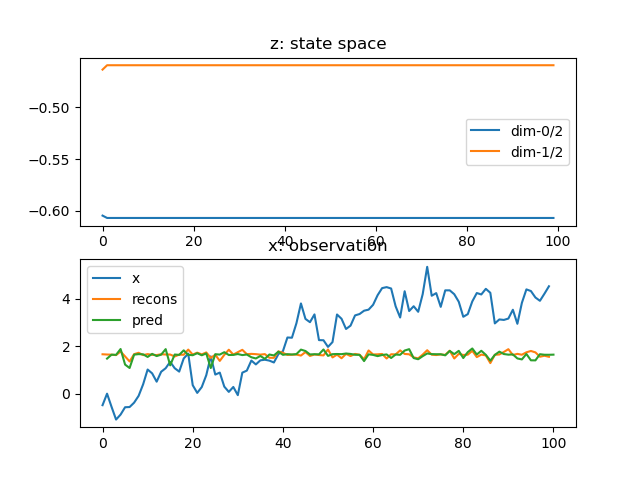 z: state space
−0.50
−0.55
−0.60
dim-0/2
dim-1/2
0 20 40 60 80 100
x: observation
4
2
0
x
recons
pred
0 20 40 60 80 100